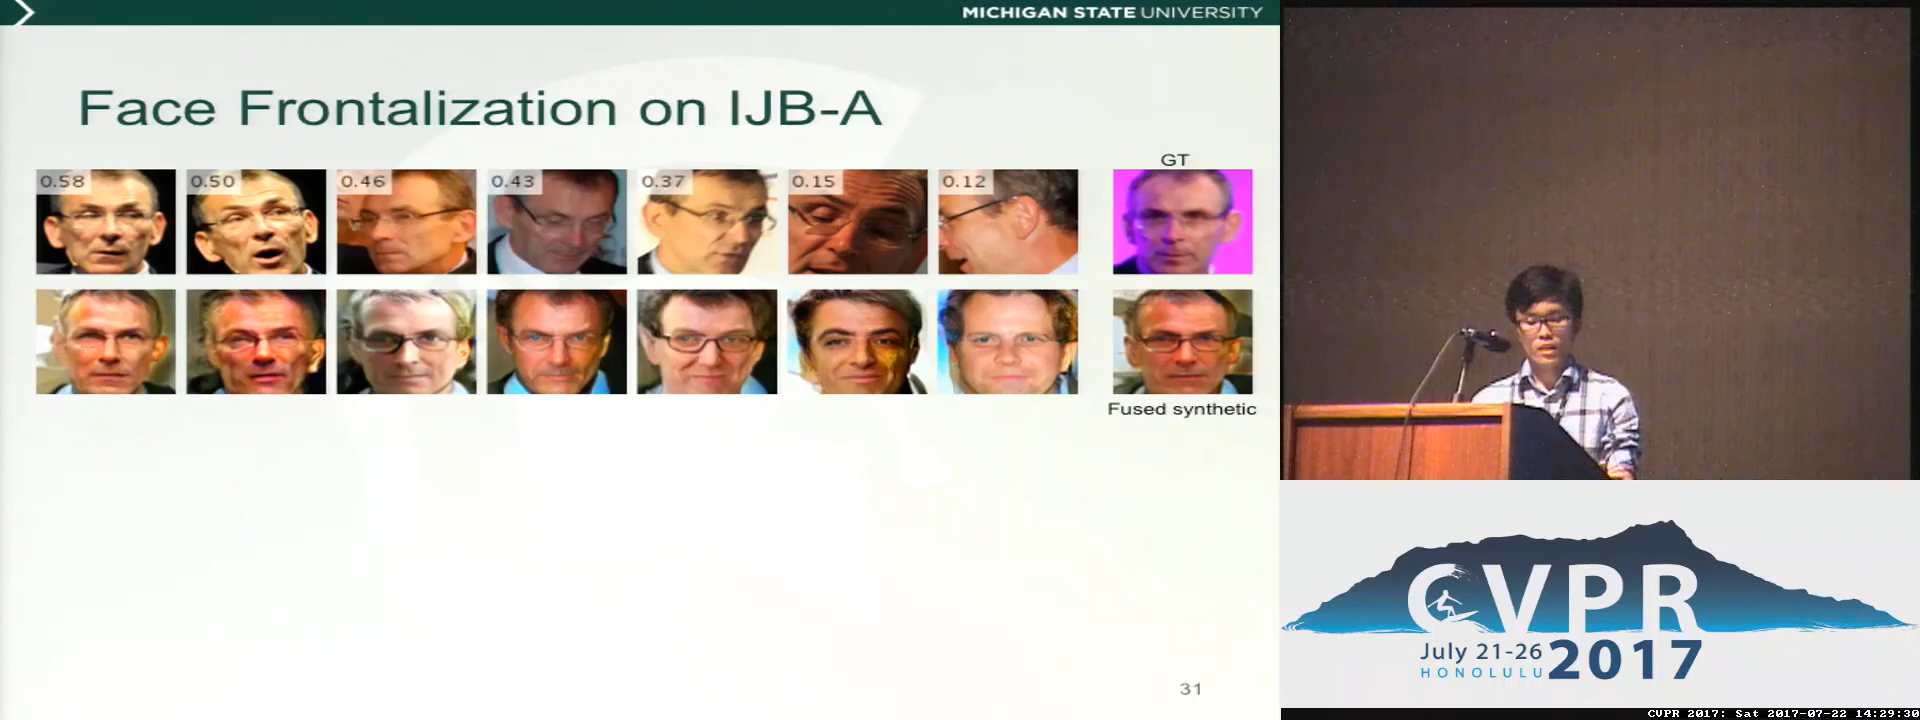 MICHIGAN STATE UNIVERSITY
Face Frontalization on IJB-A
GT
0.58 0.50 0.46 0.43 0.37 0.15 0.12
Fused synthetic
31
CVPR
July 21-26
HONOLULU
2017
CVPR 2017: Sat 2017-07-22 14:29:30